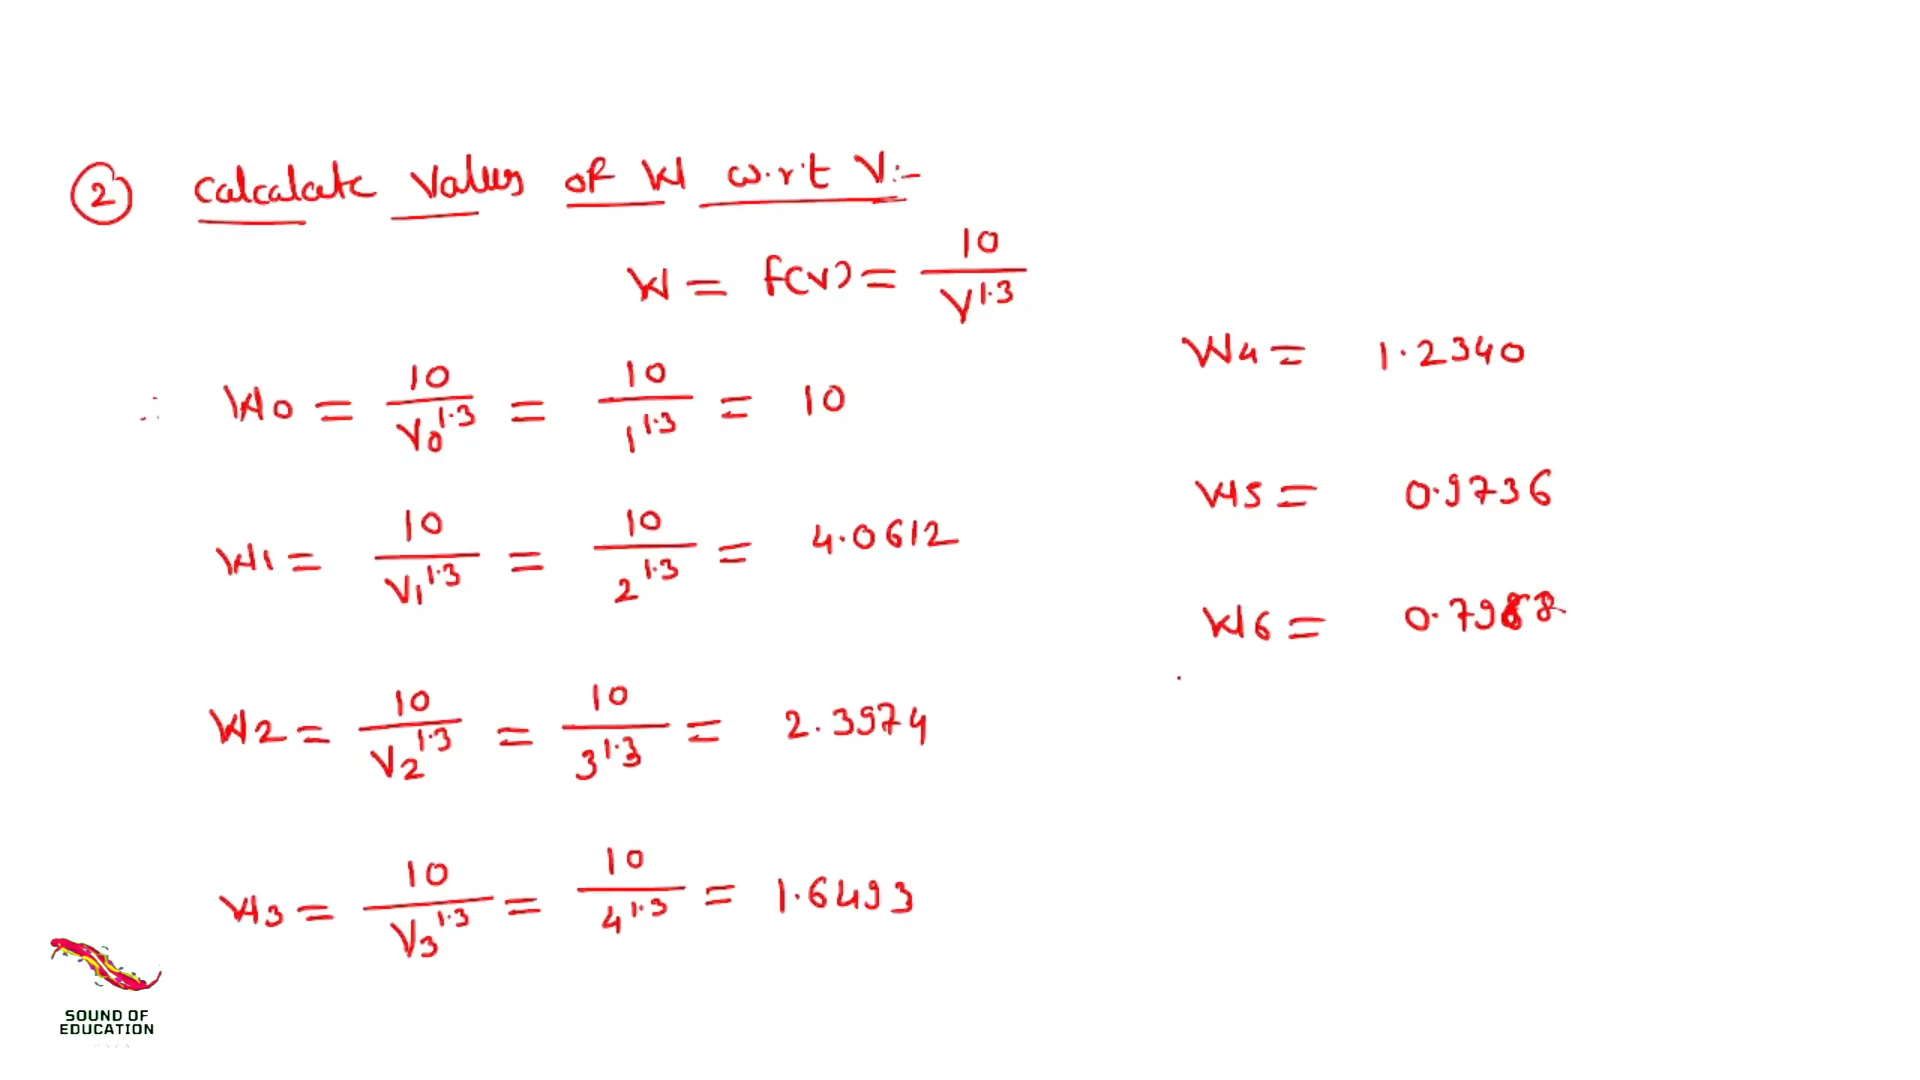 ② Calculate Values of W w.r.t V:-
W = f(V) = 10/V^1.3
∴ W0 = 10/V0^1.3 = 10/1^1.3 = 10
W1 = 10/V1^1.3 = 10/2^1.3 = 4.0612
W2 = 10/V2^1.3 = 10/3^1.3 = 2.3974
W3 = 10/V3^1.3 = 10/4^1.3 = 1.6493
W4 = 1.2340
W5 = 0.9736
W6 = 0.7968
SOUND OF
EDUCATION